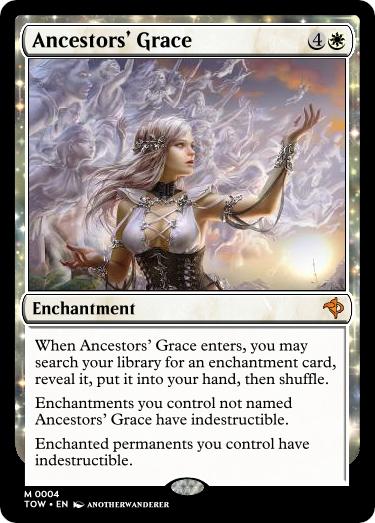 Ancestors' Grace 4
Enchantment
When Ancestors' Grace enters, you may
search your library for an enchantment card,
reveal it, put it into your hand, then shuffle.
Enchantments you control not named
Ancestors' Grace have indestructible.
Enchanted permanents you control have
indestructible.
M 0004
TOW • EN ANOTHERWANDERER